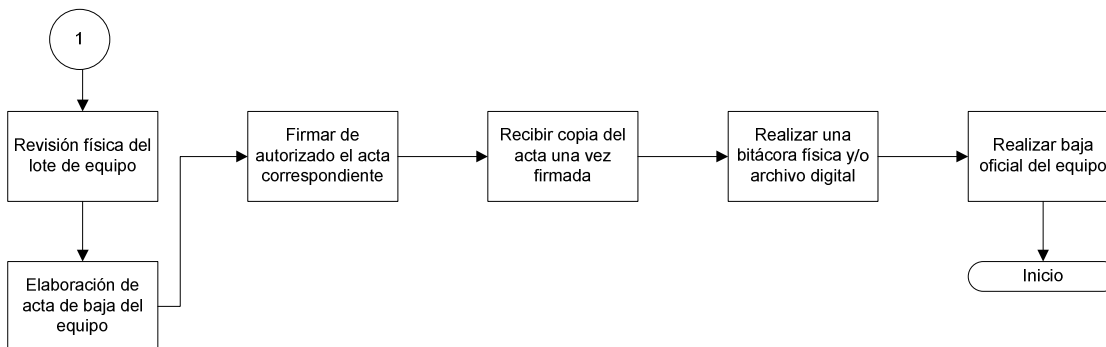 1
Revisión física del
lote de equipo
Elaboración de
acta de baja del
equipo
Firmar de
autorizado el acta
correspondiente
Recibir copia del
acta una vez
firmada
Realizar una
bitácora física y/o
archivo digital
Realizar baja
oficial del equipo
Inicio